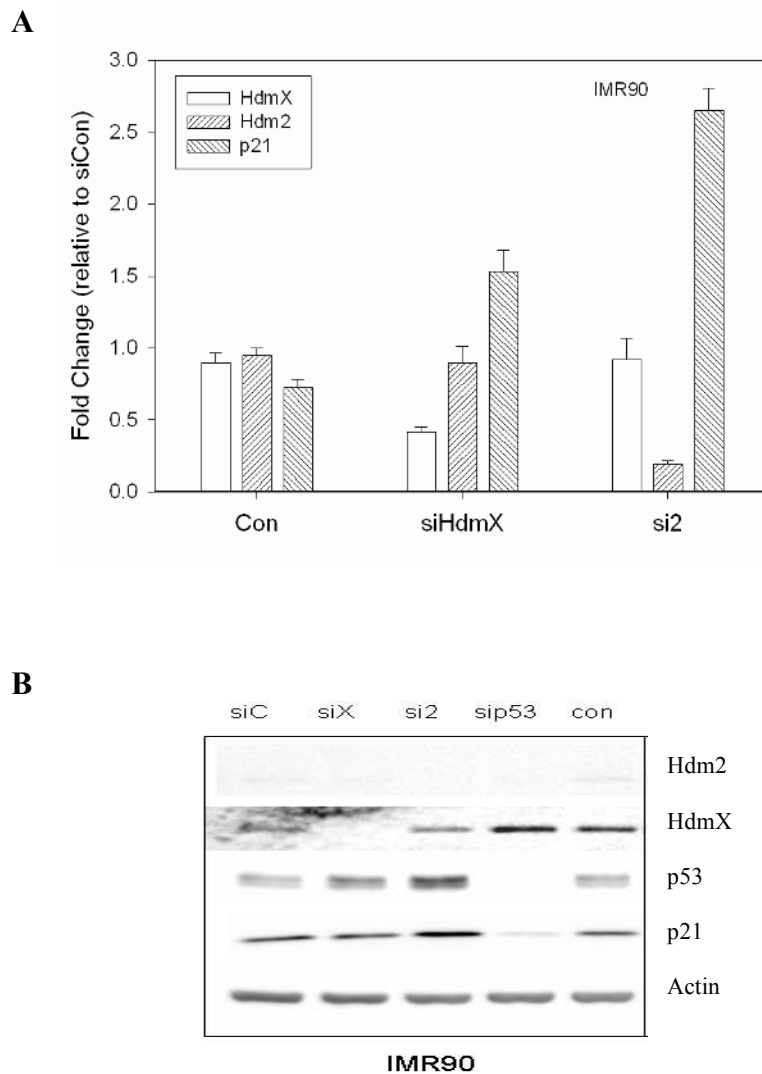 A
Fold Change (relative to siCon)
3.0
2.5
2.0
1.5
1.0
0.5
0.0
HdmX
Hdm2
p21
IMR90
Con siHdmX si2
B
siC siX si2 sip53 con
Hdm2
HdmX
p53
p21
Actin
IMR90